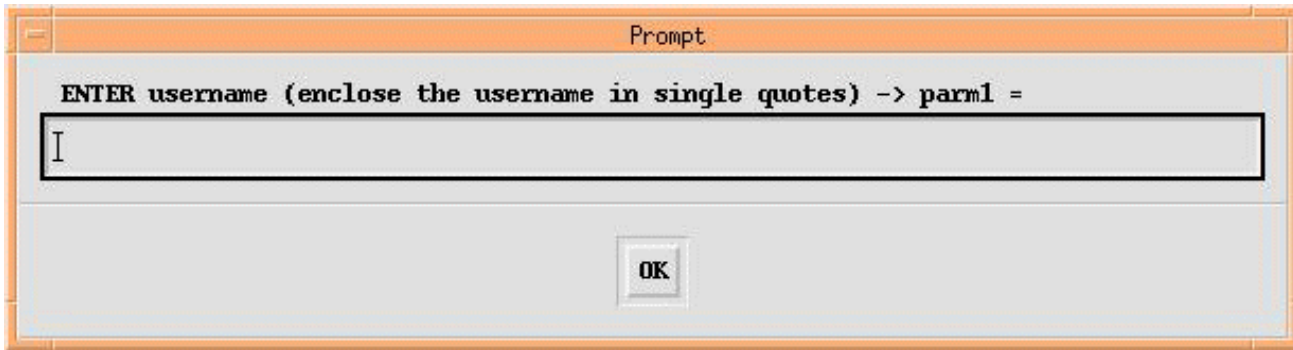 Prompt
ENTER username (enclose the username in single quotes) -> parm1 =
OK